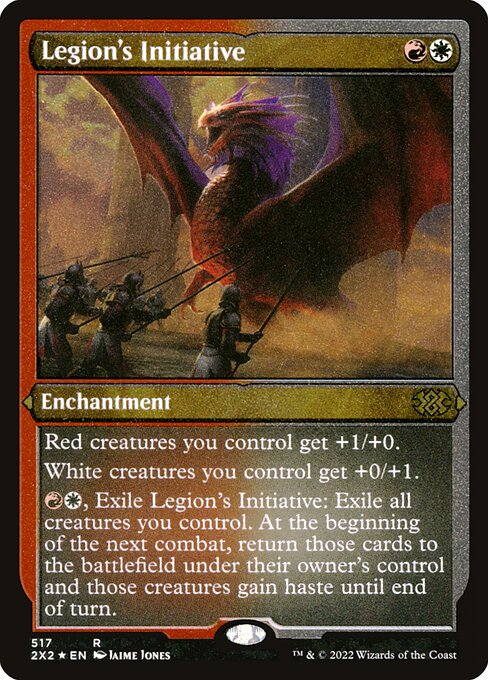 Legion's Initiative
Enchantment
Red creatures you control get +1/+0.
White creatures you control get +0/+1.
, Exile Legion's Initiative: Exile all
creatures you control. At the beginning
of the next combat, return those cards to
the battlefield under their owner's control
and those creatures gain haste until end
of turn.
517 R
2X2 ★ EN Jaime Jones
™ & © 2022 Wizards of the Coast